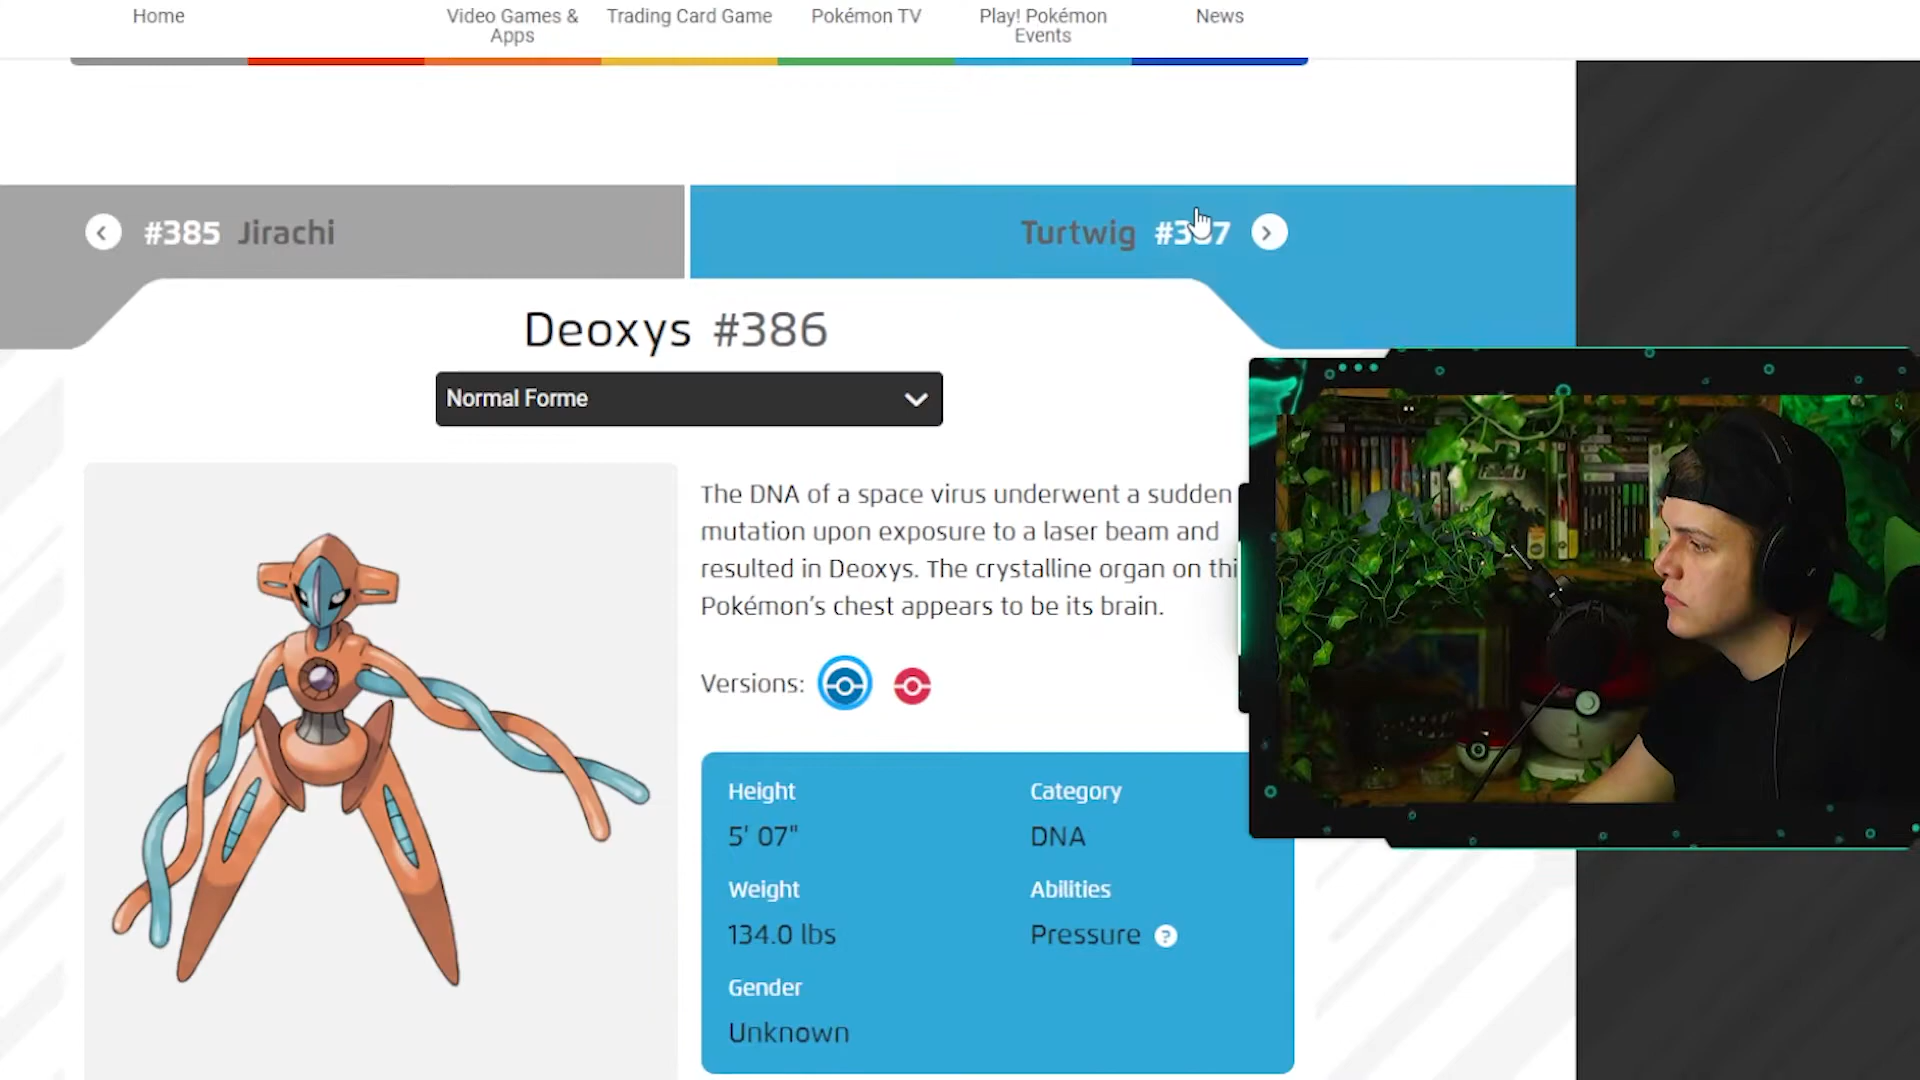 Home
Video Games &
Apps
Trading Card Game
Pokémon TV
Play! Pokémon
Events
News
#385 Jirachi
Turtwig
Deoxys #386
Normal Forme
The DNA of a space virus underwent a sudden
mutation upon exposure to a laser beam and
resulted in Deoxys. The crystalline organ on thi
Pokémon's chest appears to be its brain.
Versions:
Height
5' 07"
Category
DNA
Weight
134.0 lbs
Abilities
Pressure ?
Gender
Unknown